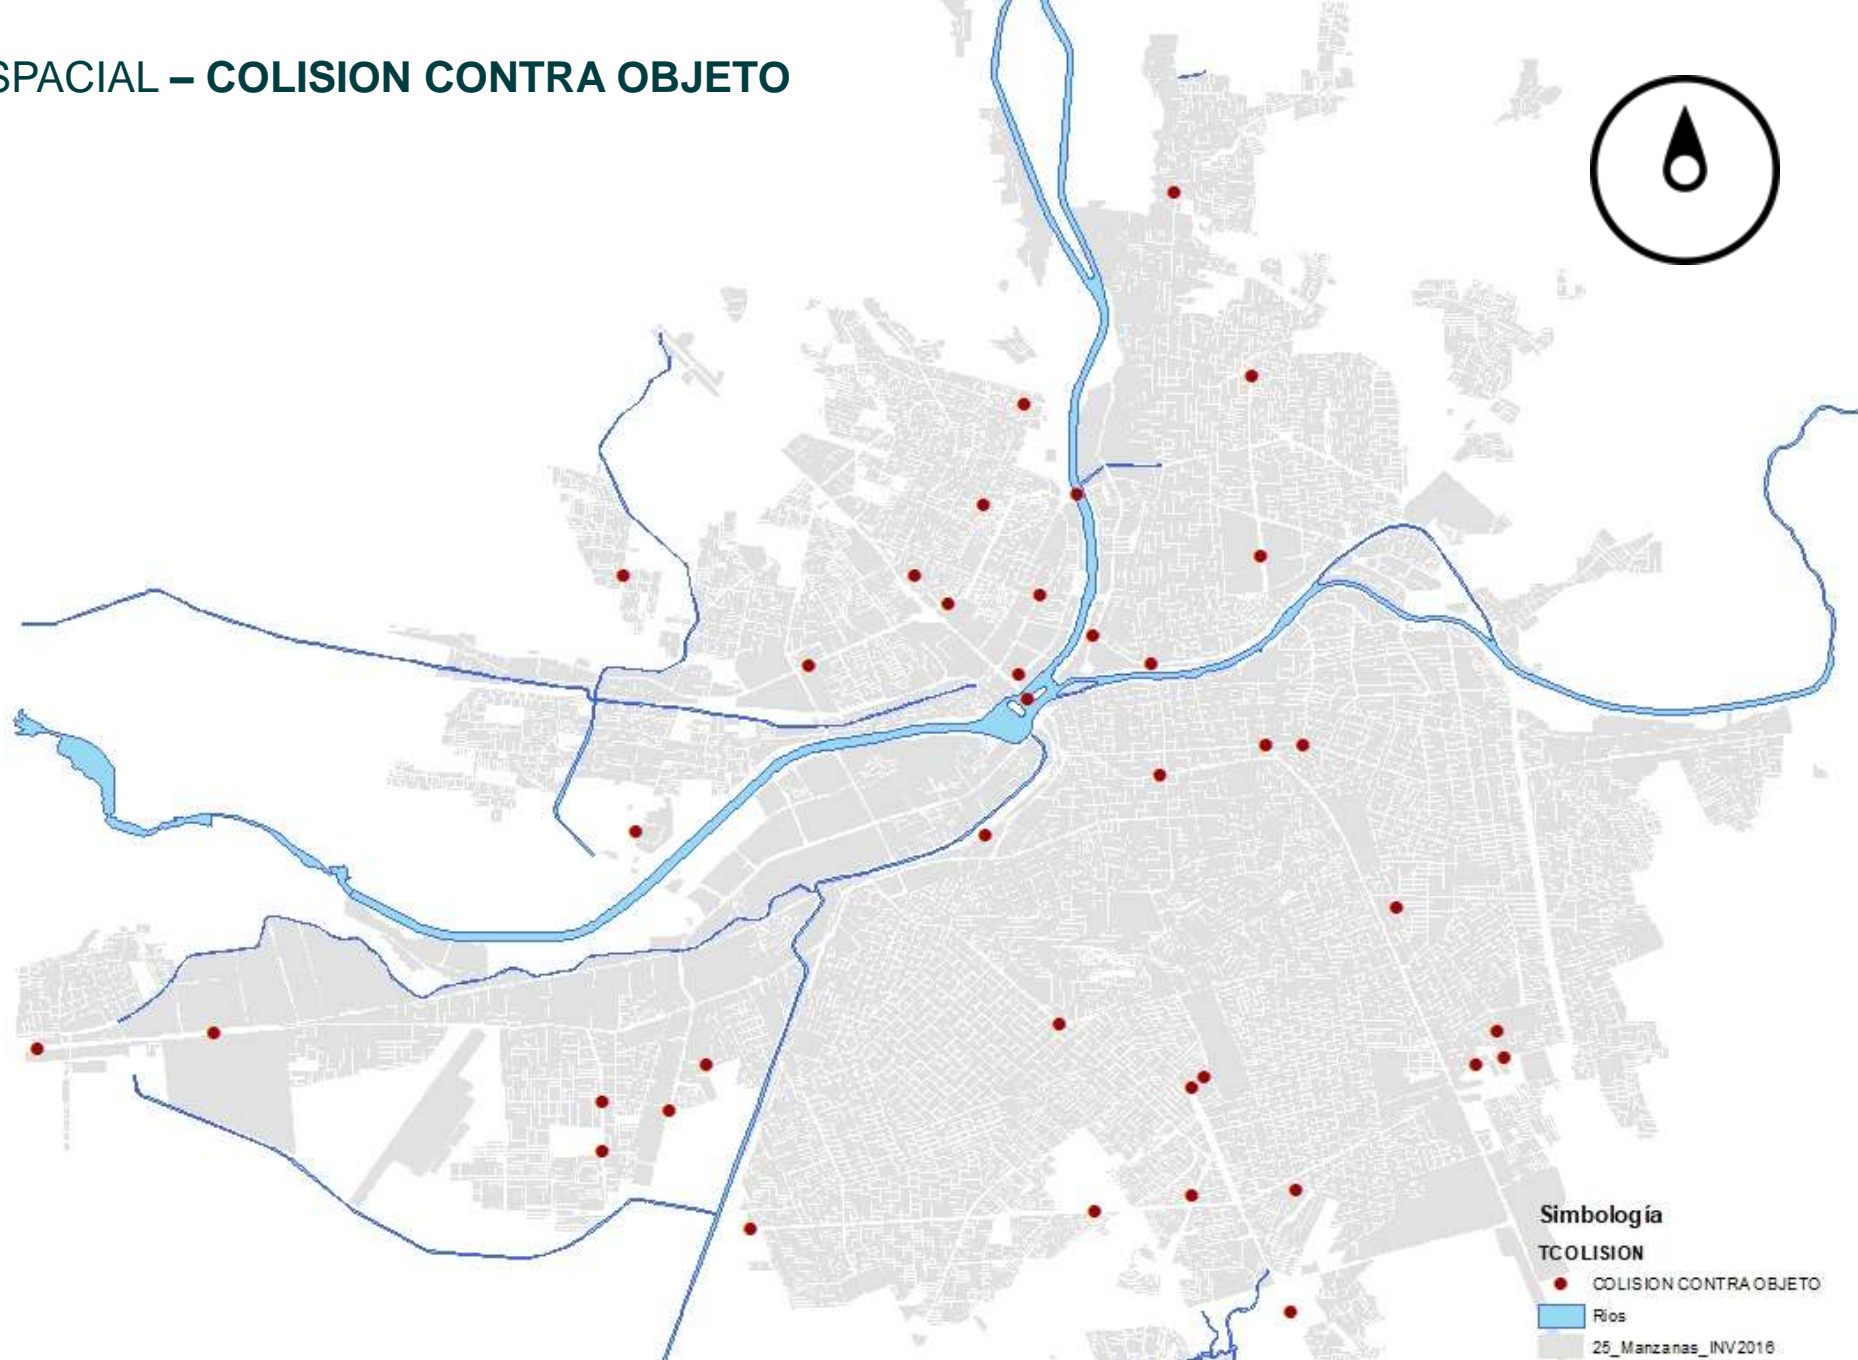 SPACIAL – COLISION CONTRA OBJETO
Simbología
TCOLISION
COLISION CONTRA OBJETO
Rios
25_Manzanas_INV2016